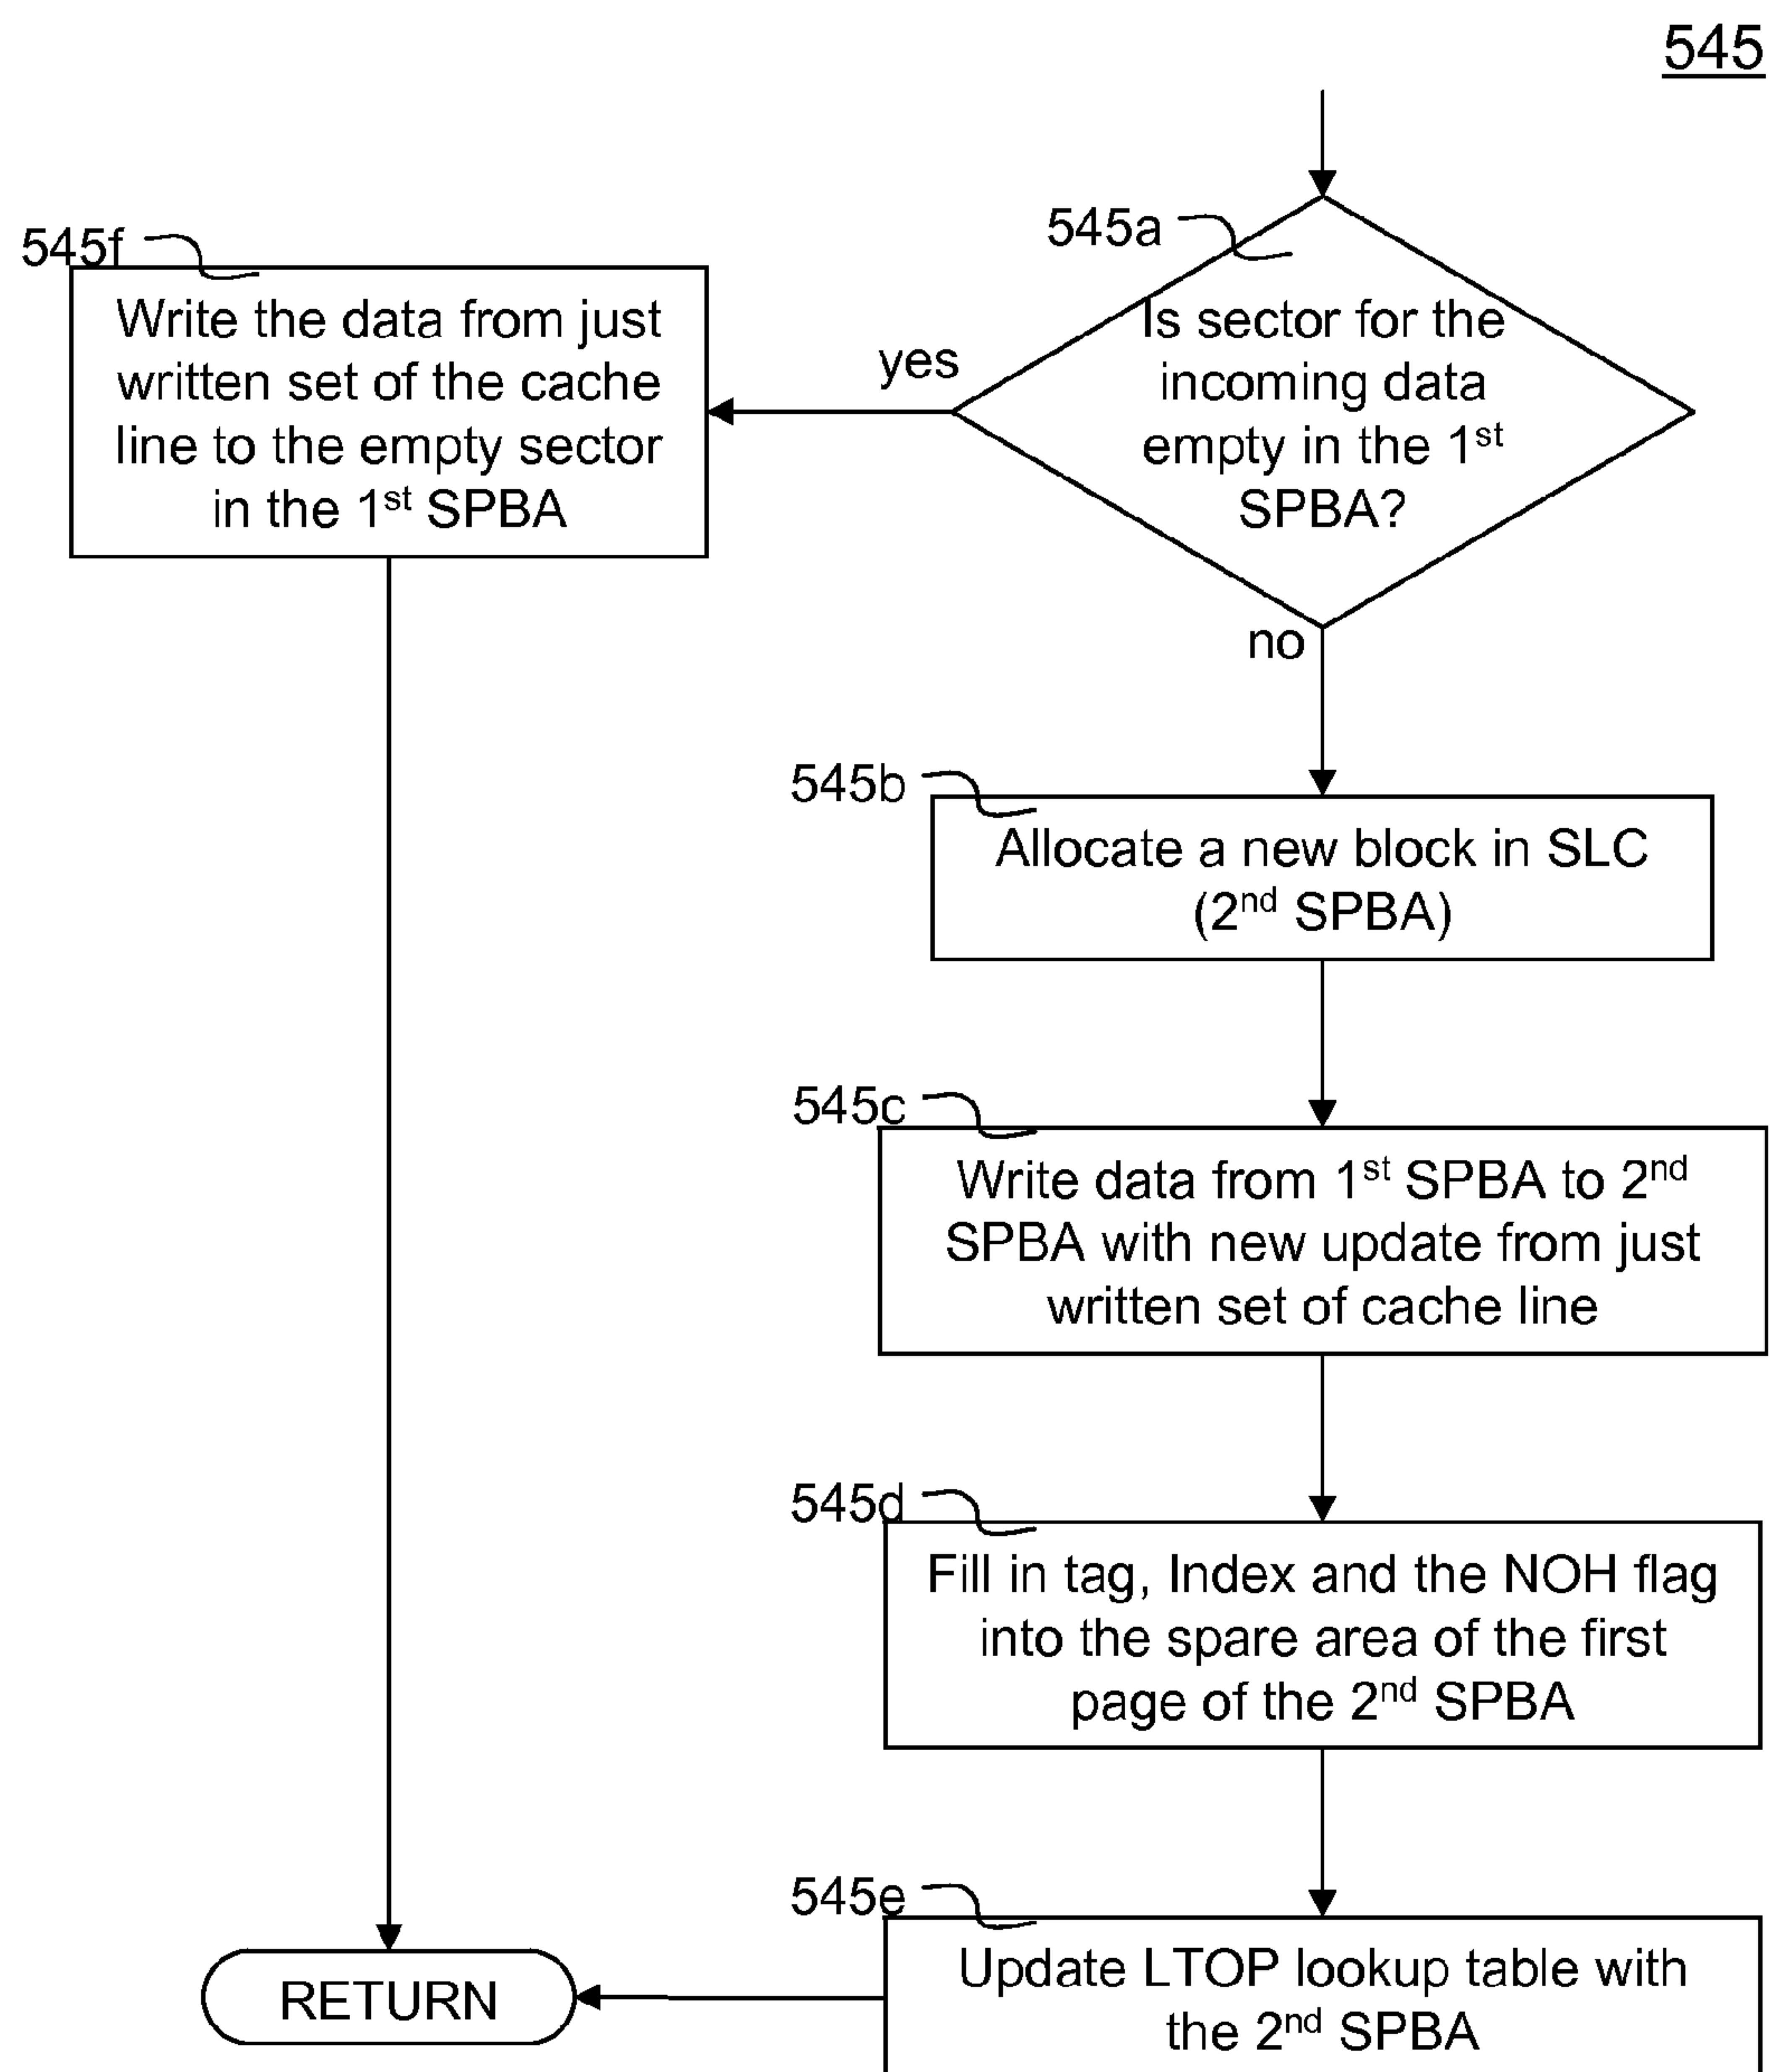 545
545a
Is sector for the
incoming data
empty in the 1st
SPBA?
yes
no
545f
Write the data from just
written set of the cache
line to the empty sector
in the 1st SPBA
545b
Allocate a new block in SLC
(2nd SPBA)
545c
Write data from 1st SPBA to 2nd
SPBA with new update from just
written set of cache line
545d
Fill in tag, Index and the NOH flag
into the spare area of the first
page of the 2nd SPBA
545e
Update LTOP lookup table with
the 2nd SPBA
RETURN